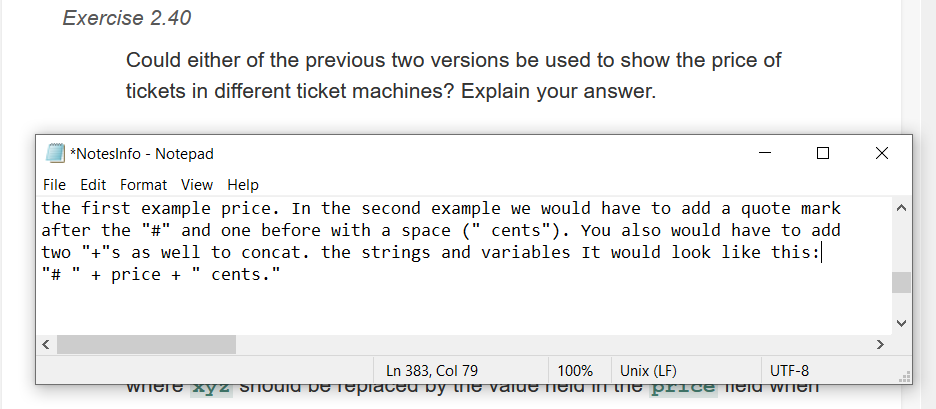 Exercise 2.40
Could either of the previous two versions be used to show the price of
tickets in different ticket machines? Explain your answer.
*NotesInfo - Notepad
File Edit Format View Help
the first example price. In the second example we would have to add a quote mark
after the "#" and one before with a space (" cents"). You also would have to add
two "+"s as well to concat. the strings and variables It would look like this:
"# " + price + " cents."
Ln 383, Col 79
100%
Unix (LF)
UTF-8
where xyz should be replaced by the value held in the price field when